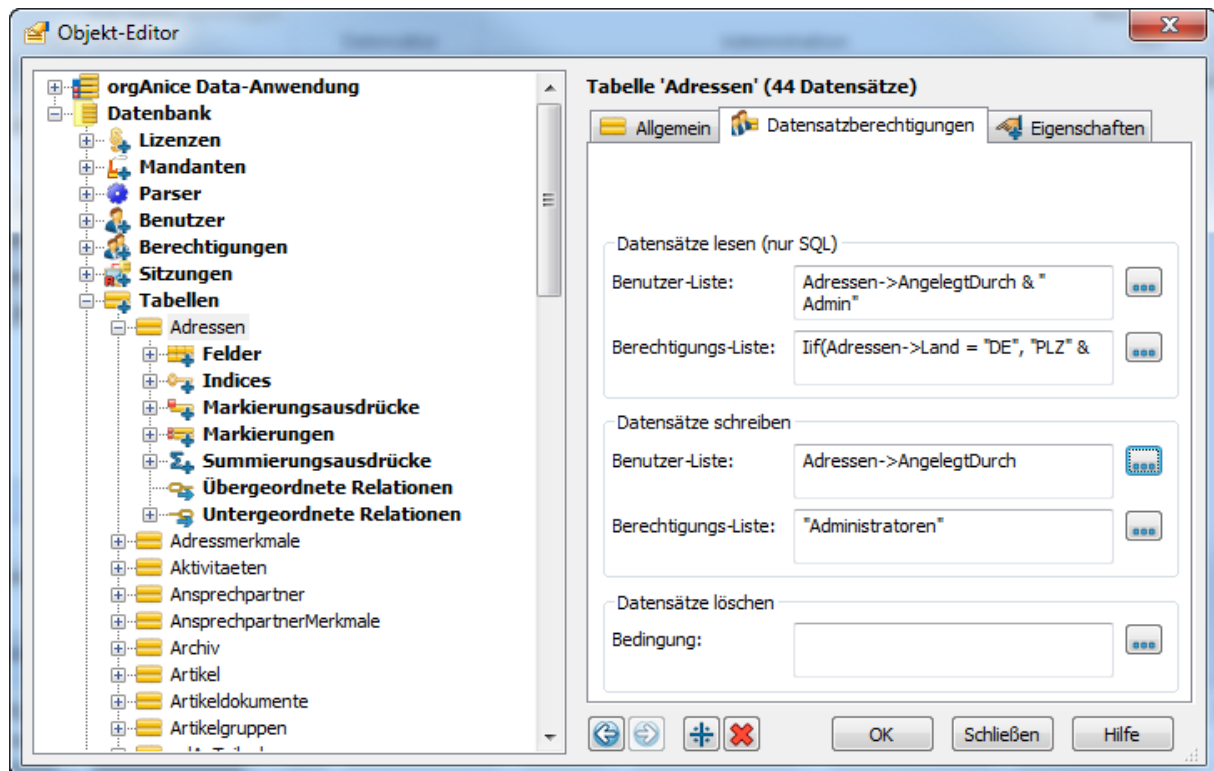 Objekt-Editor
orgAnice Data-Anwendung
Datenbank
Lizenzen
Mandanten
Parser
Benutzer
Berechtigungen
Sitzungen
Tabellen
Adressen
Felder
Indices
Markierungsausdrücke
Markierungen
Summierungsausdrücke
Übergeordnete Relationen
Untergeordnete Relationen
Adressmerkmale
Aktivitaeten
Ansprechpartner
AnsprechpartnerMerkmale
Archiv
Artikel
Artikeldokumente
Artikelgruppen
Tabelle 'Adressen' (44 Datensätze)
Allgemein Datensatzberechtigungen Eigenschaften
Datensätze lesen (nur SQL)
Benutzer-Liste: Adressen->AngelegtDurch & "
Admin"
Berechtigungs-Liste: Iif(Adressen->Land = "DE", "PLZ" &
Datensätze schreiben
Benutzer-Liste: Adressen->AngelegtDurch
Berechtigungs-Liste: "Administratoren"
Datensätze löschen
Bedingung:
OK Schließen Hilfe